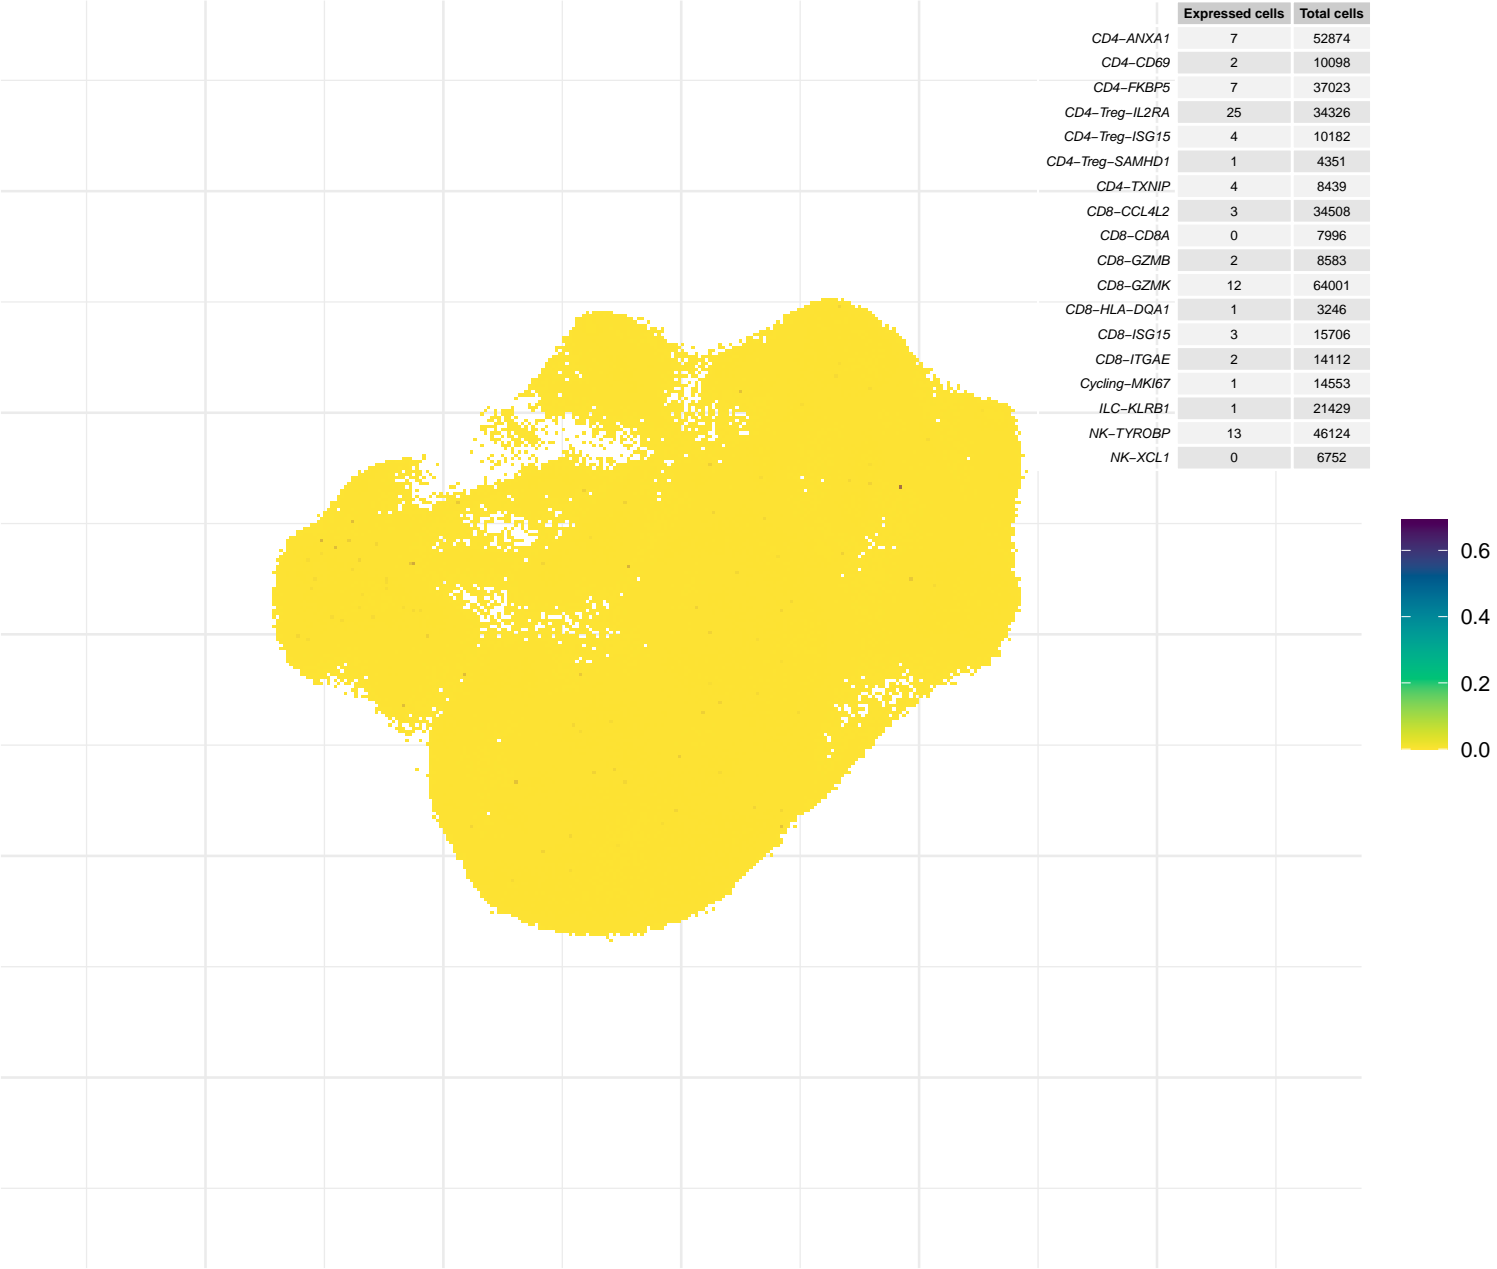 Expressed cells Total cells
CD4−ANXA1 7 52874
CD4−CD69 2 10098
CD4−FKBP5 7 37023
CD4−Treg−IL2RA 25 34326
CD4−Treg−ISG15 4 10182
CD4−Treg−SAMHD1 1 4351
CD4−TXNIP 4 8439
CD8−CCL4L2 3 34508
CD8−CD8A 0 7996
CD8−GZMB 2 8583
CD8−GZMK 12 64001
CD8−HLA−DQA1 1 3246
CD8−ISG15 3 15706
CD8−ITGAE 2 14112
Cycling−MKI67 1 14553
ILC−KLRB1 1 21429
NK−TYROBP 13 46124
NK−XCL1 0 6752
0.6
0.4
0.2
0.0